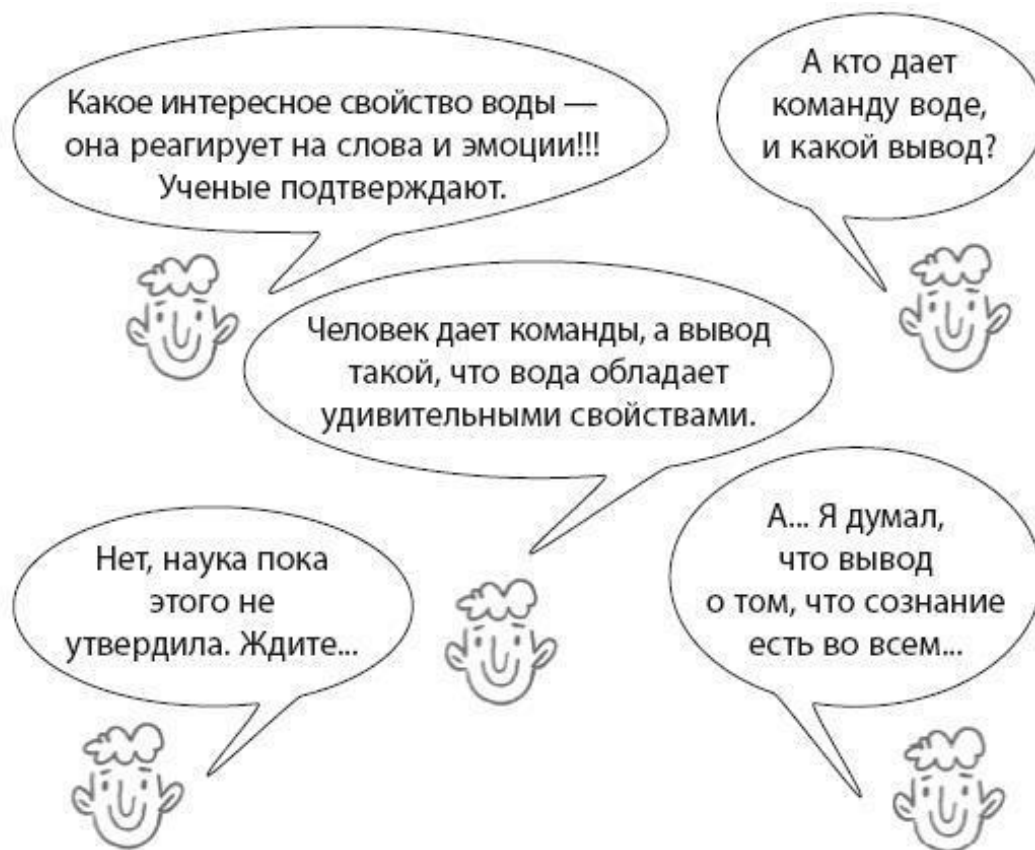 Какое интересное свойство воды —
она реагирует на слова и эмоции!!!
Ученые подтверждают.
А кто дает
команду воде,
и какой вывод?
Человек дает команды, а вывод
такой, что вода обладает
удивительными свойствами.
А... Я думал,
что вывод
о том, что сознание
есть во всем...
Нет, наука пока
этого не
утвердила. Ждите...